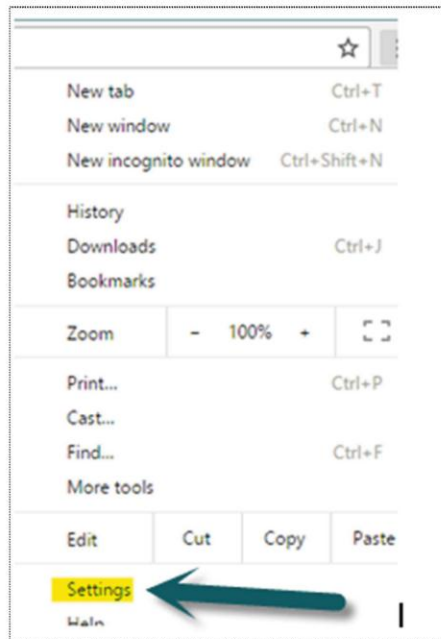 New tab Ctrl+T
New window Ctrl+N
New incognito window Ctrl+Shift+N
History
Downloads Ctrl+J
Bookmarks
Zoom - 100% +
Print... Ctrl+P
Cast...
Find... Ctrl+F
More tools
Edit Cut Copy Paste
Settings
Help